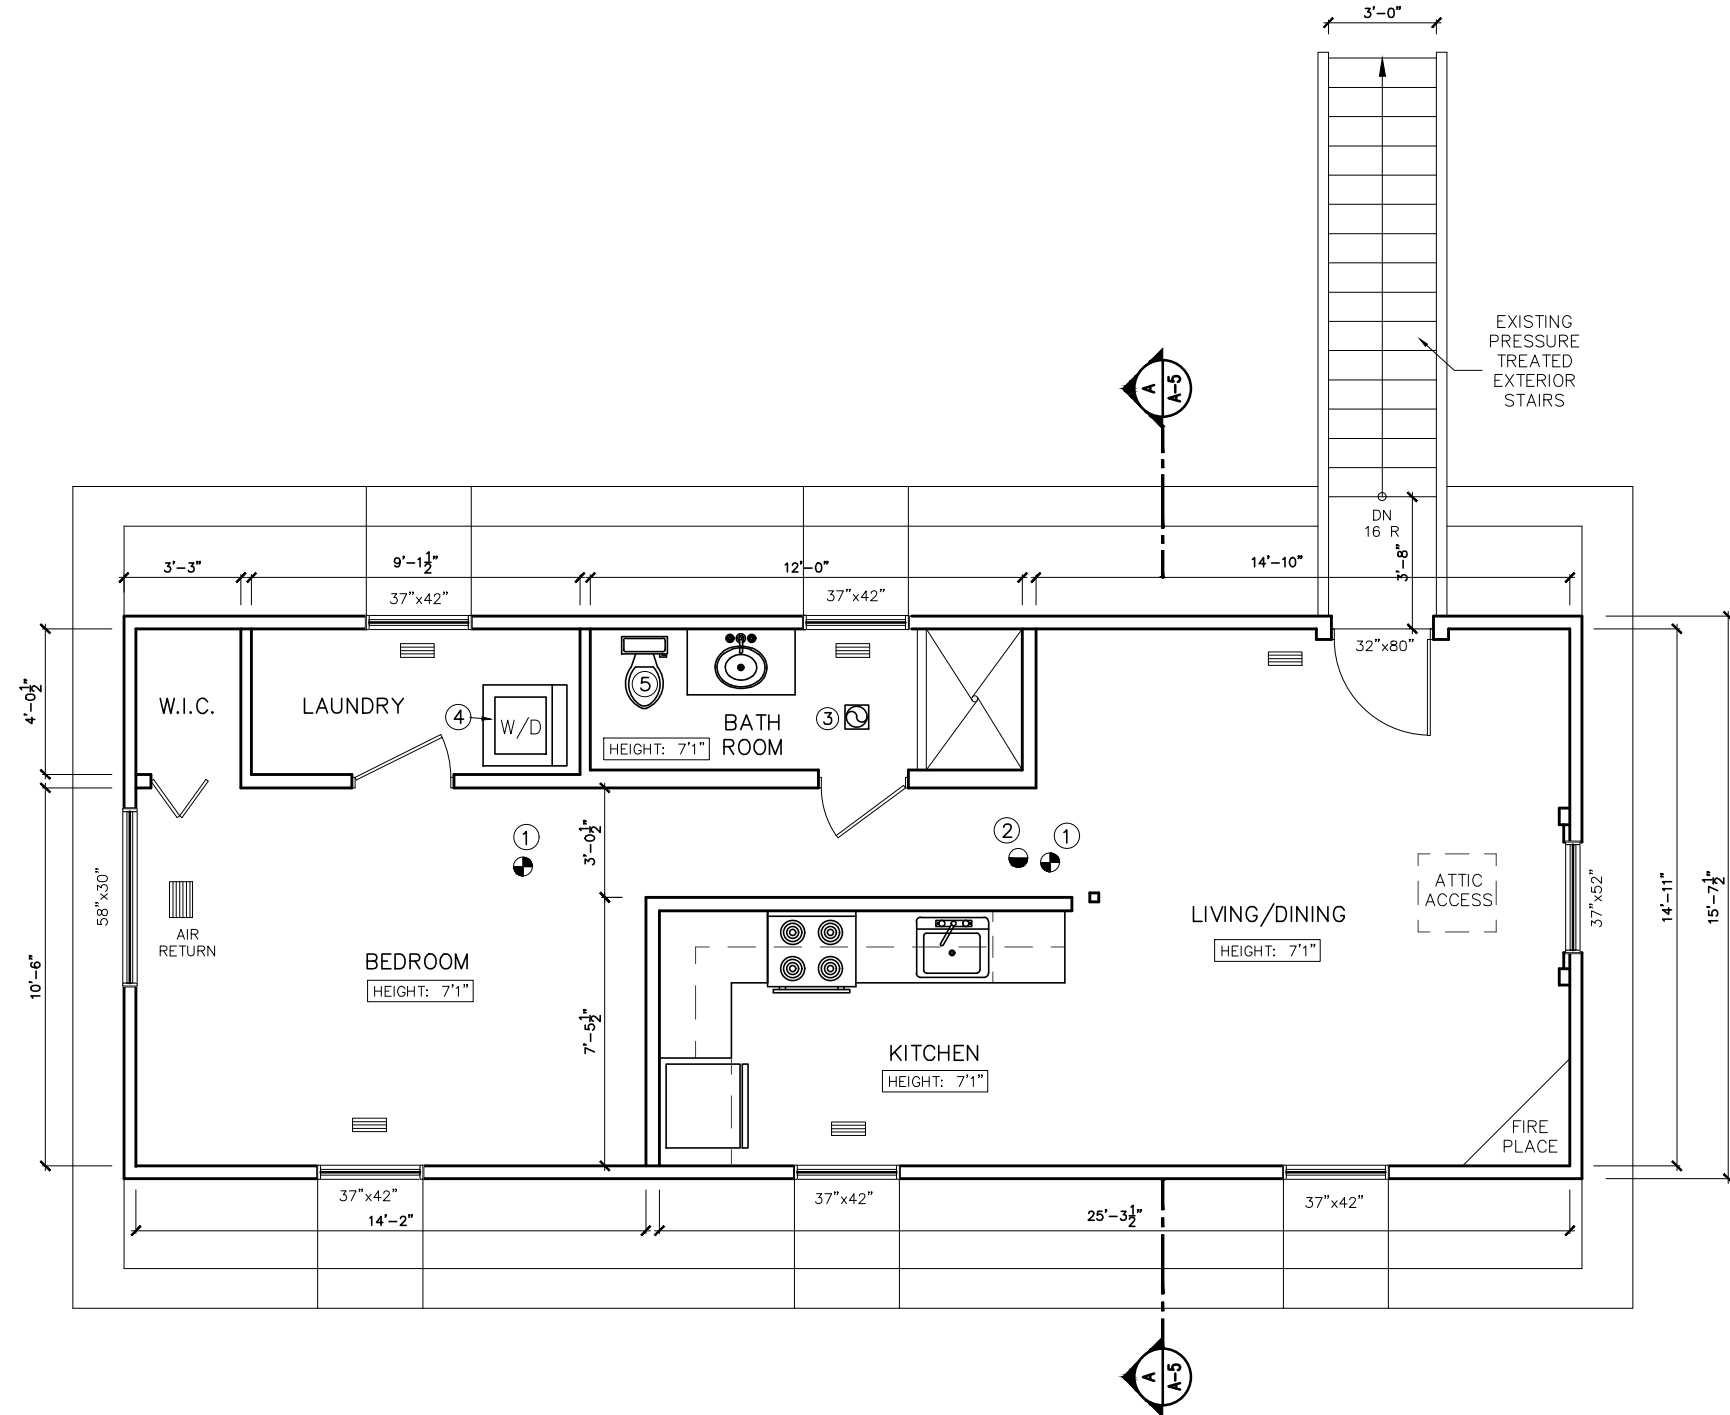 3'-0"
EXISTING
PRESSURE
TREATED
EXTERIOR
STAIRS
A
A-5
DN
16 R
3'-8"
3'-3"
9'-1½"
12'-0"
14'-10"
37"x42"
37"x42"
32"x80"
4'-0½"
W.I.C.
LAUNDRY
4
W/D
5
BATH
ROOM
HEIGHT: 7'1"
3
1
2
1
3'-0½"
58"x30"
AIR
RETURN
10'-6"
BEDROOM
HEIGHT: 7'1"
7'-5½"
LIVING/DINING
HEIGHT: 7'1"
ATTIC
ACCESS
37"x52"
14'-11"
15'-7½"
KITCHEN
HEIGHT: 7'1"
FIRE
PLACE
37"x42"
37"x42"
37"x42"
14'-2"
25'-3½"
A
A-5